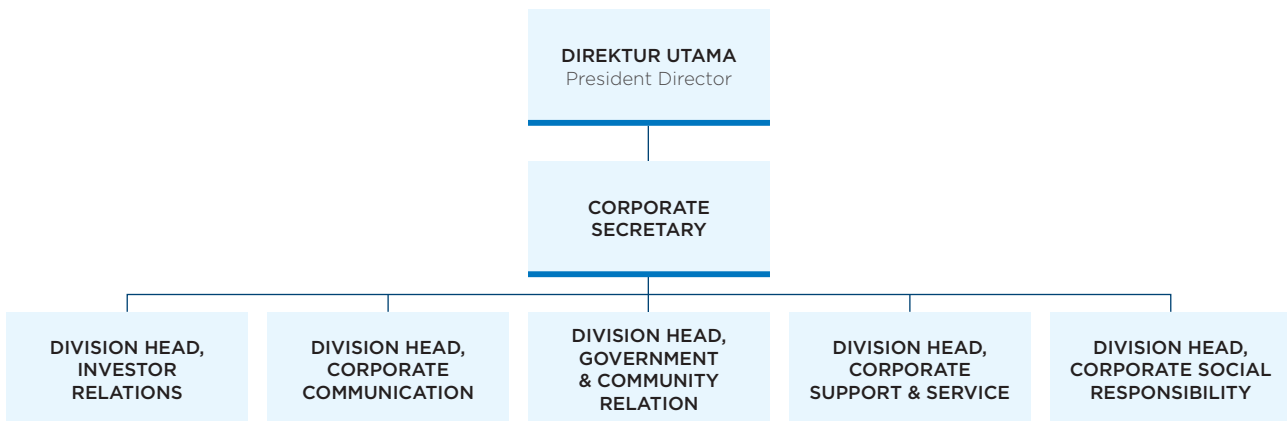 DIREKTUR UTAMA
President Director
CORPORATE
SECRETARY
DIVISION HEAD,
INVESTOR
RELATIONS
DIVISION HEAD,
CORPORATE
COMMUNICATION
DIVISION HEAD,
GOVERNMENT
& COMMUNITY
RELATION
DIVISION HEAD,
CORPORATE
SUPPORT & SERVICE
DIVISION HEAD,
CORPORATE SOCIAL
RESPONSIBILITY